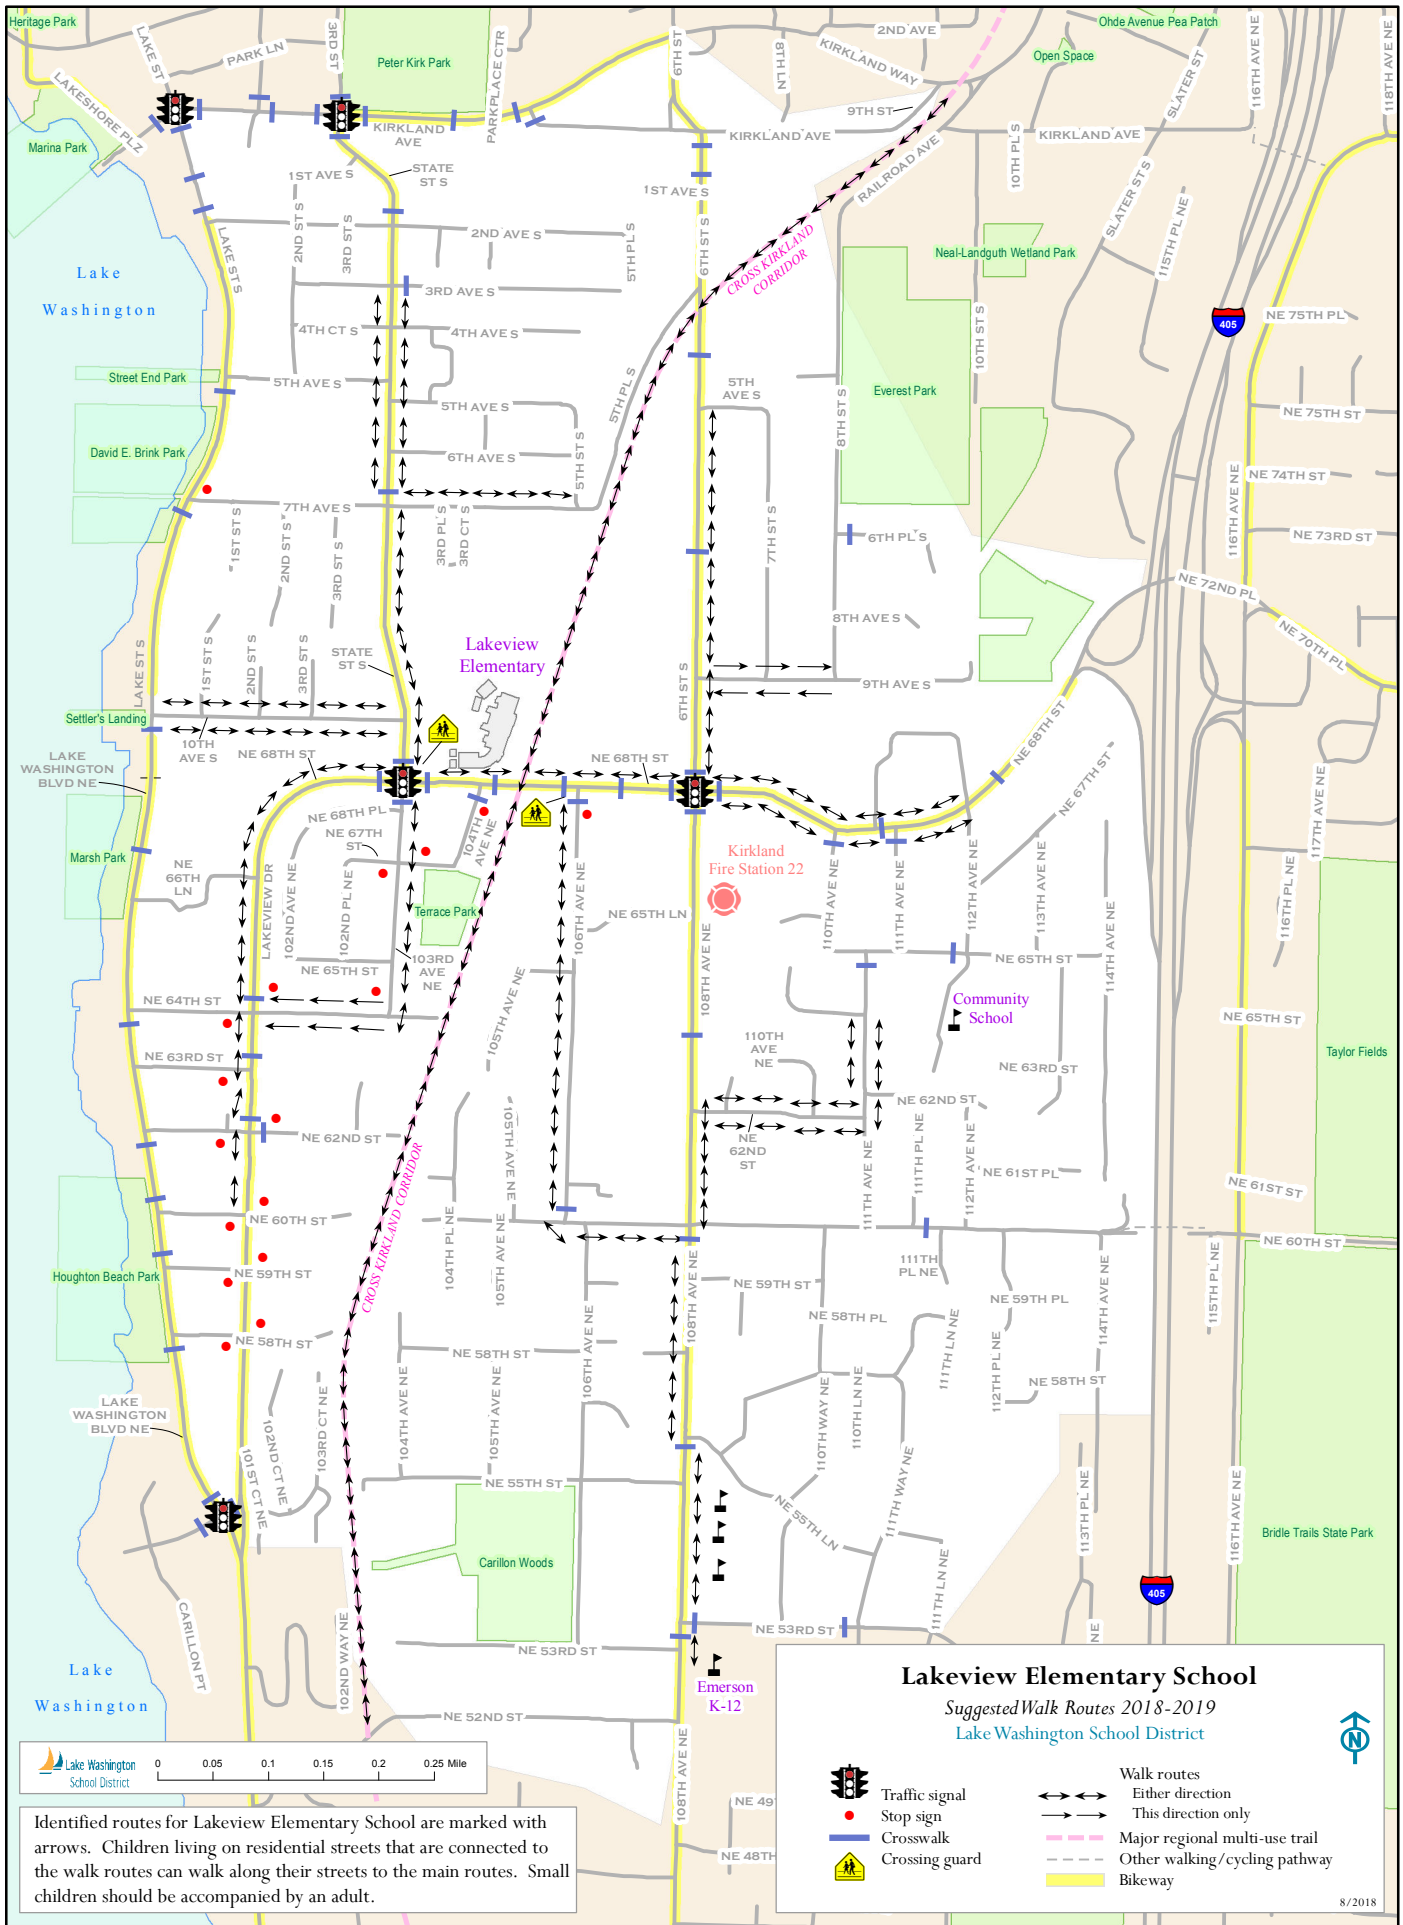 Heritage Park
LAKE ST
PARK LN
3RD ST
Peter Kirk Park
PARKPLACE CTR
6TH ST
8TH LN
2ND AVE
KIRKLAND WAY
Ohde Avenue Pea Patch
Open Space
SLATER ST
116TH AVE NE
118TH AVE NE
LAKESHORE PLZ
Marina Park
KIRKLAND
AVE
9TH ST
KIRKLAND AVE
KIRKLAND AVE
10TH PL S
RAILROAD AVE
1ST AVE S
STATE
ST S
1ST AVE S
SLATER ST S
115TH PL NE
2ND ST S
3RD ST S
2ND AVE S
5TH PL S
6TH ST S
CROSS KIRKLAND
CORRIDOR
Neal-Landguth Wetland Park
LAKE ST S
Lake
Washington
3RD AVE S
4TH CT S
4TH AVE S
10TH ST S
405
NE 75TH PL
Street End Park
5TH AVE S
5TH AVE S
5TH PL S
5TH
AVE S
8TH ST S
Everest Park
NE 75TH ST
David E. Brink Park
6TH AVE S
5TH ST S
NE 74TH ST
116TH AVE NE
7TH AVE S
1ST ST S
2ND ST S
3RD ST S
3RD PL S
3RD CT S
7TH ST S
6TH PL S
NE 73RD ST
NE 72ND PL
NE 70TH PL
8TH AVE S
LAKE ST S
1ST ST S
2ND ST S
3RD ST S
STATE
ST S
Lakeview
Elementary
6TH ST S
9TH AVE S
Settler's Landing
10TH
AVE S
NE 68TH ST
NE 68TH ST
NE 68TH ST
NE 67TH ST
LAKE
WASHINGTON
BLVD NE
NE 68TH PL
NE 67TH
ST
104TH
AVE NE
117TH AVE NE
Marsh Park
NE
66TH
LN
LAKEVIEW DR
102ND AVE NE
102ND PL NE
Terrace Park
106TH AVE NE
NE 65TH LN
Kirkland
Fire Station 22
108TH AVE NE
110TH AVE NE
111TH AVE NE
112TH AVE NE
113TH AVE NE
114TH AVE NE
116TH PL NE
NE 65TH ST
103RD
AVE
NE
NE 65TH ST
NE 64TH ST
105TH AVE NE
Community
School
NE 65TH ST
Taylor Fields
NE 63RD ST
110TH
AVE
NE
NE 63RD ST
NE 62ND ST
NE 62ND ST
105TH AVE NE
NE
62ND
ST
111TH AVE NE
111TH PL NE
112TH AVE NE
NE 61ST PL
NE 61ST ST
CROSS KIRKLAND CORRIDOR
NE 60TH ST
104TH PL NE
105TH AVE NE
NE 60TH ST
Houghton Beach Park
NE 59TH ST
108TH AVE NE
NE 59TH ST
111TH
PL NE
114TH AVE NE
115TH PL NE
NE 58TH PL
NE 59TH PL
NE 58TH ST
NE 58TH ST
106TH AVE NE
111TH LN NE
112TH PL NE
LAKE
WASHINGTON
BLVD NE
104TH AVE NE
105TH AVE NE
110TH WAY NE
110TH LN NE
NE 58TH ST
101ST CT NE
102ND CT NE
103RD CT NE
111TH WAY NE
NE 55TH ST
NE 55TH LN
113TH PL NE
116TH AVE NE
Carillon Woods
Bridle Trails State Park
405
111TH LN NE
CARILLON PT
102ND WAY NE
NE 53RD ST
NE 53RD ST
NE
Lake
Washington
Emerson
K-12
NE 52ND ST
108TH AVE NE
NE 49
NE 48TH
Lakeview Elementary School
Suggested Walk Routes 2018-2019
Lake Washington School District
N
Traffic signal
Stop sign
Crosswalk
Crossing guard
Walk routes
Either direction
This direction only
Major regional multi-use trail
Other walking/cycling pathway
Bikeway
8/2018
Lake Washington
School District
0 0.05 0.1 0.15 0.2 0.25 Mile
Identified routes for Lakeview Elementary School are marked with
arrows. Children living on residential streets that are connected to
the walk routes can walk along their streets to the main routes. Small
children should be accompanied by an adult.